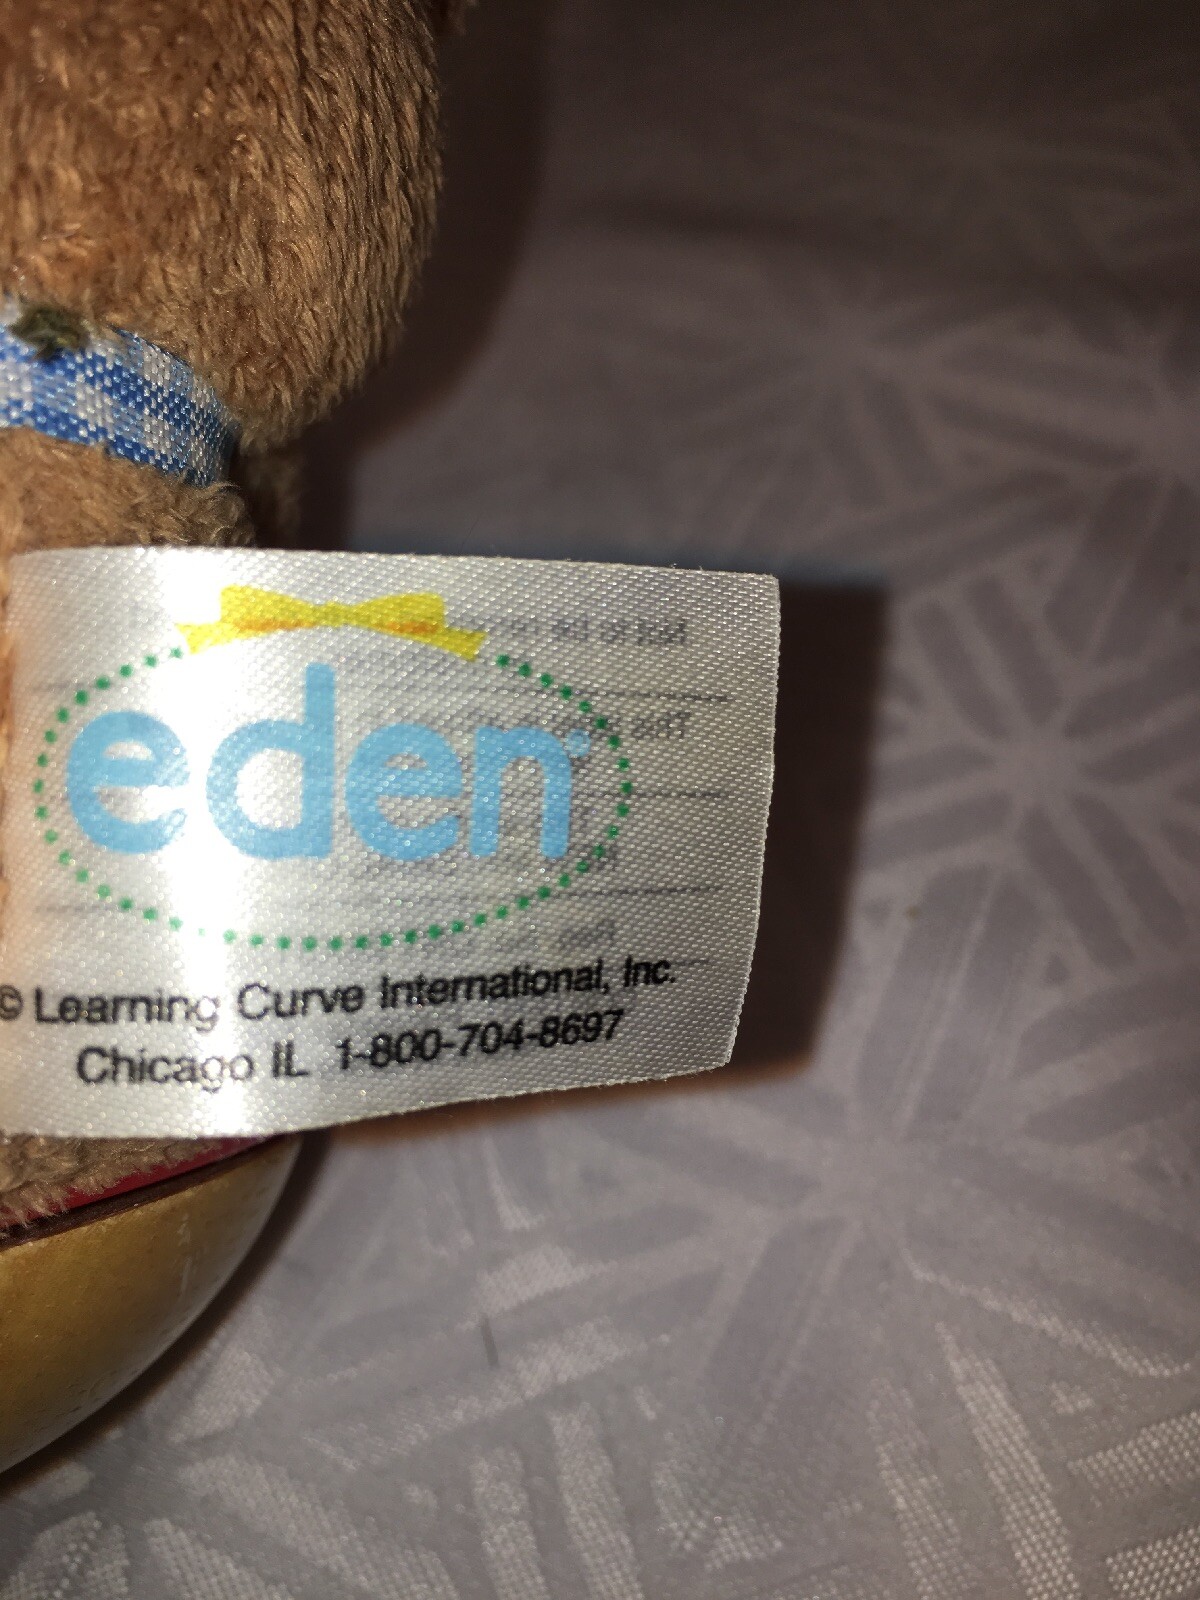 eden®
© Learning Curve International, Inc.
Chicago IL 1-800-704-8697